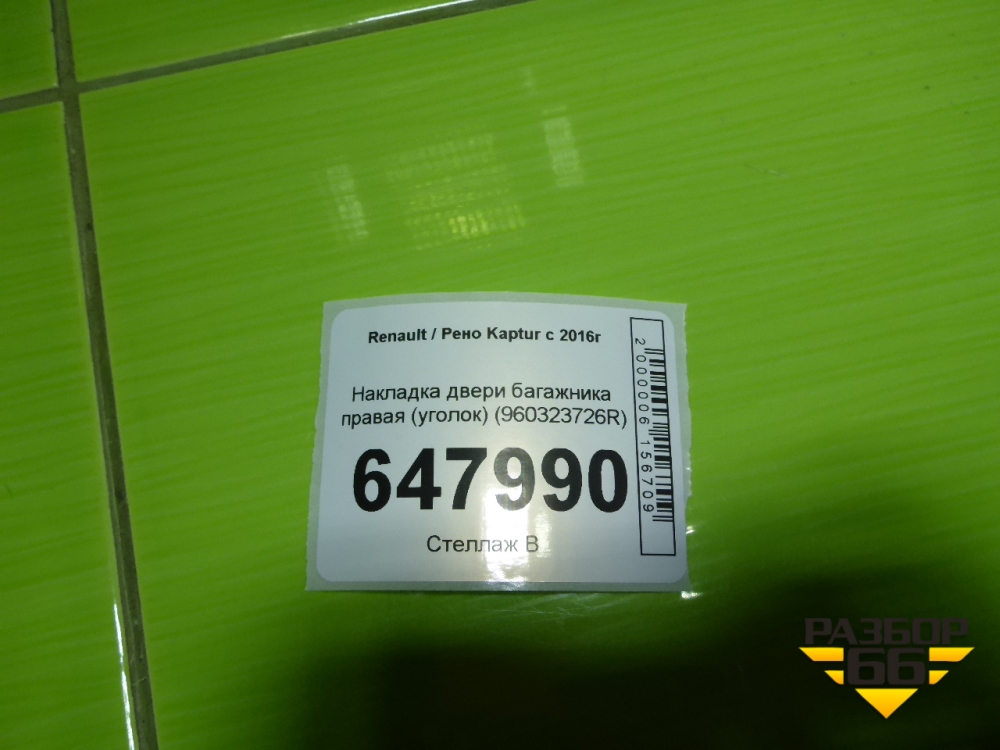 Renault / Рено Kaptur с 2016г
Накладка двери багажника
правая (уголок) (960323726R)
647990
Стеллаж В
2000006156709
РАЗБОР
66